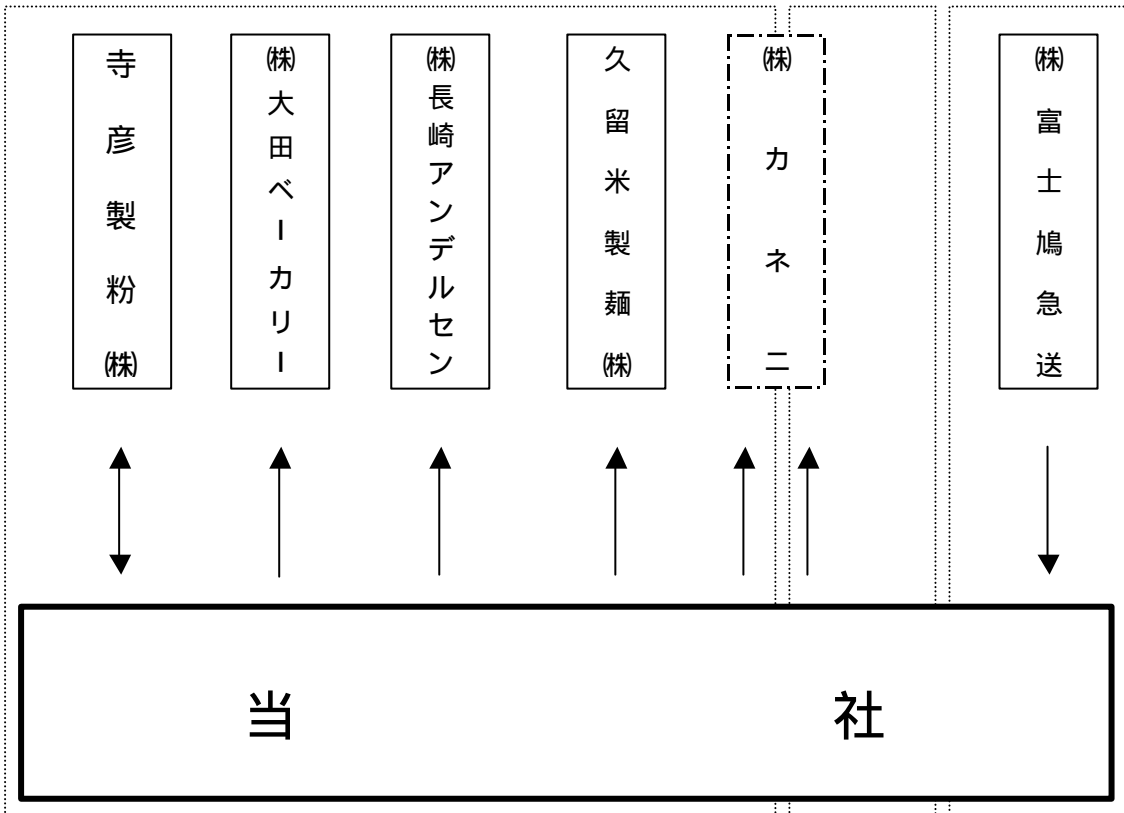 寺彦製粉㈱
㈱大田ベーカリー
㈱長崎アンデルセン
久留米製麺㈱
㈱カネニ
㈱富士鳩急送
当社